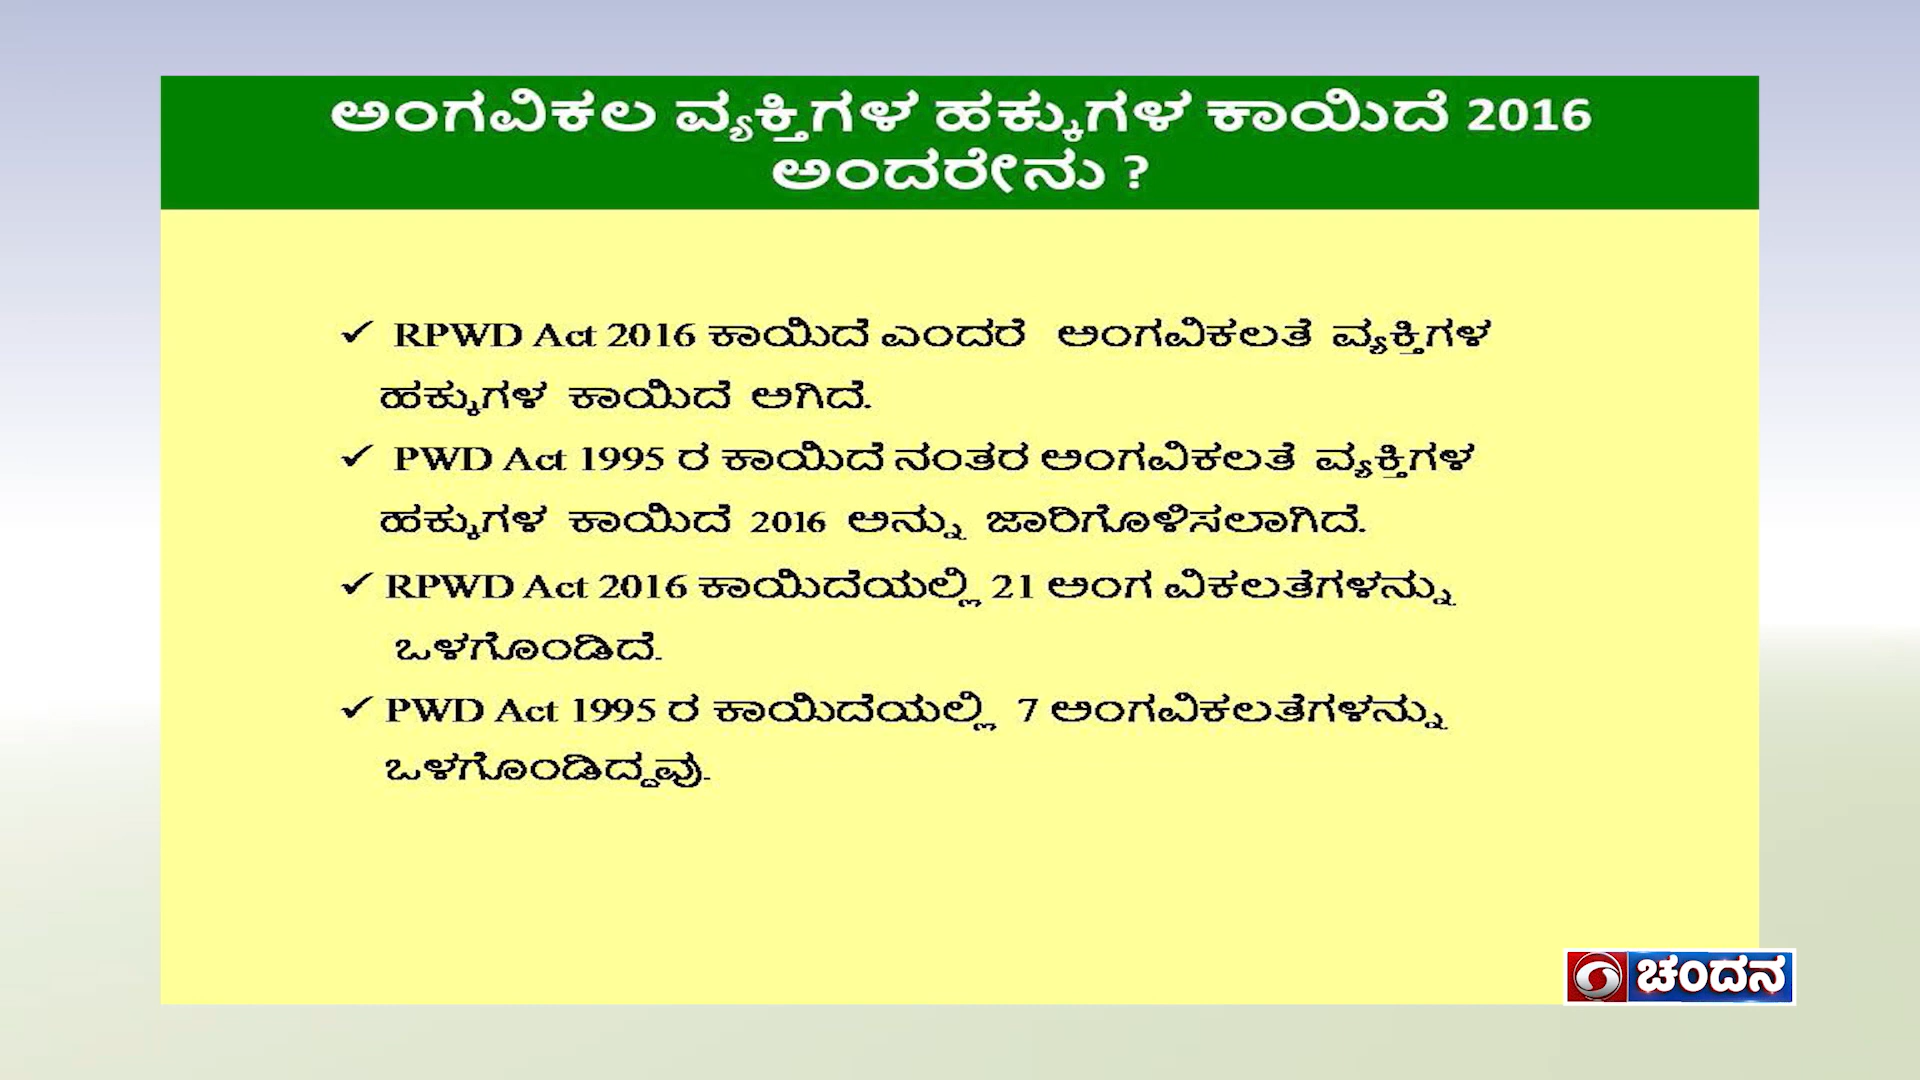 ಅಂಗವಿಕಲ ವ್ಯಕ್ತಿಗಳ ಹಕ್ಕುಗಳ ಕಾಯಿದೆ 2016
ಅಂದರೇನು ?
✓ RPWD Act 2016 ಕಾಯಿದೆ ಎಂದರೆ ಅಂಗವಿಕಲತೆ ವ್ಯಕ್ತಿಗಳ
ಹಕ್ಕುಗಳ ಕಾಯಿದೆ ಅಗಿದೆ.
✓ PWD Act 1995 ರ ಕಾಯಿದೆ ನಂತರ ಅಂಗವಿಕಲತೆ ವ್ಯಕ್ತಿಗಳ
ಹಕ್ಕುಗಳ ಕಾಯಿದೆ 2016 ಅನ್ನು ಜಾರಿಗೊಳಿಸಲಾಗಿದೆ.
✓ RPWD Act 2016 ಕಾಯಿದೆಯಲ್ಲಿ 21 ಅಂಗ ವಿಕಲತೆಗಳನ್ನು
ಒಳಗೊಂಡಿದೆ.
✓ PWD Act 1995 ರ ಕಾಯಿದೆಯಲ್ಲಿ 7 ಅಂಗವಿಕಲತೆಗಳನ್ನು
ಒಳಗೊಂಡಿದ್ದವು.
ಚಂದನ